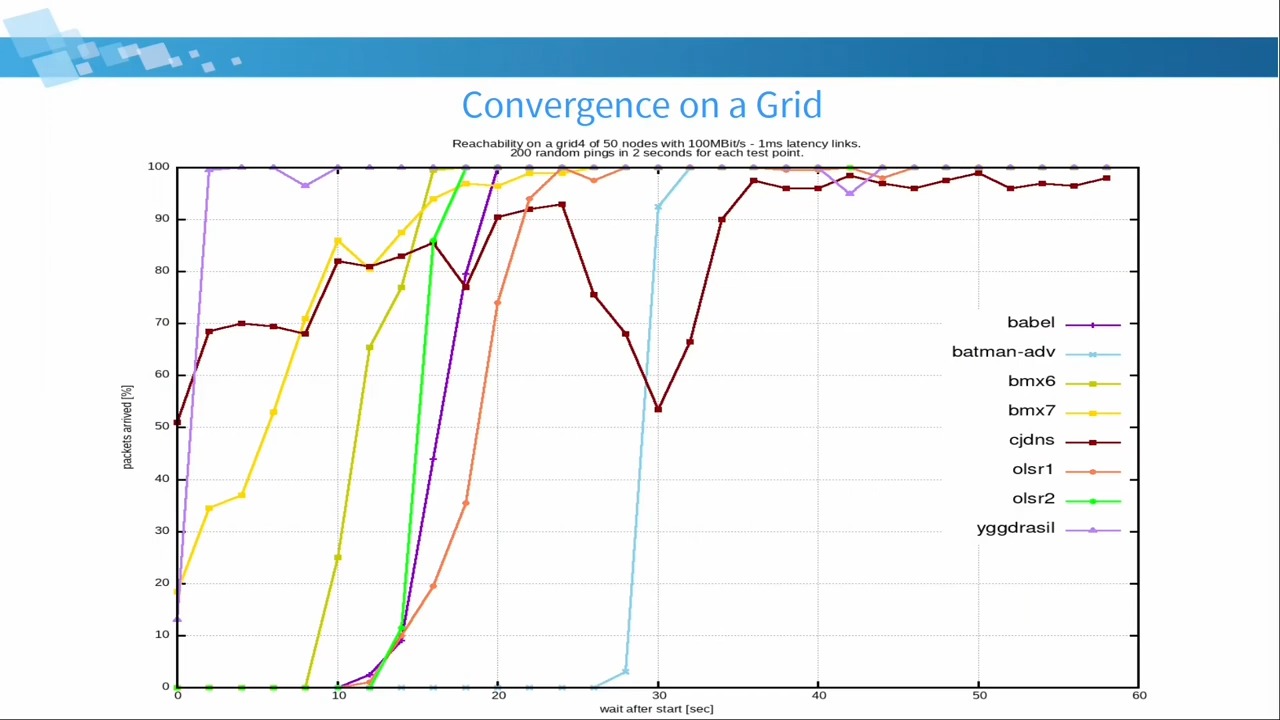 Convergence on a Grid
Reachability on a grid4 of 50 nodes with 100MBit/s - 1ms latency links.
200 random pings in 2 seconds for each test point.
100
90
80
70
60
50
40
30
20
10
0
packets arrived [%]
babel
batman-adv
bmx6
bmx7
cjdns
olsr1
olsr2
yggdrasil
0 10 20 30 40 50 60
wait after start [sec]